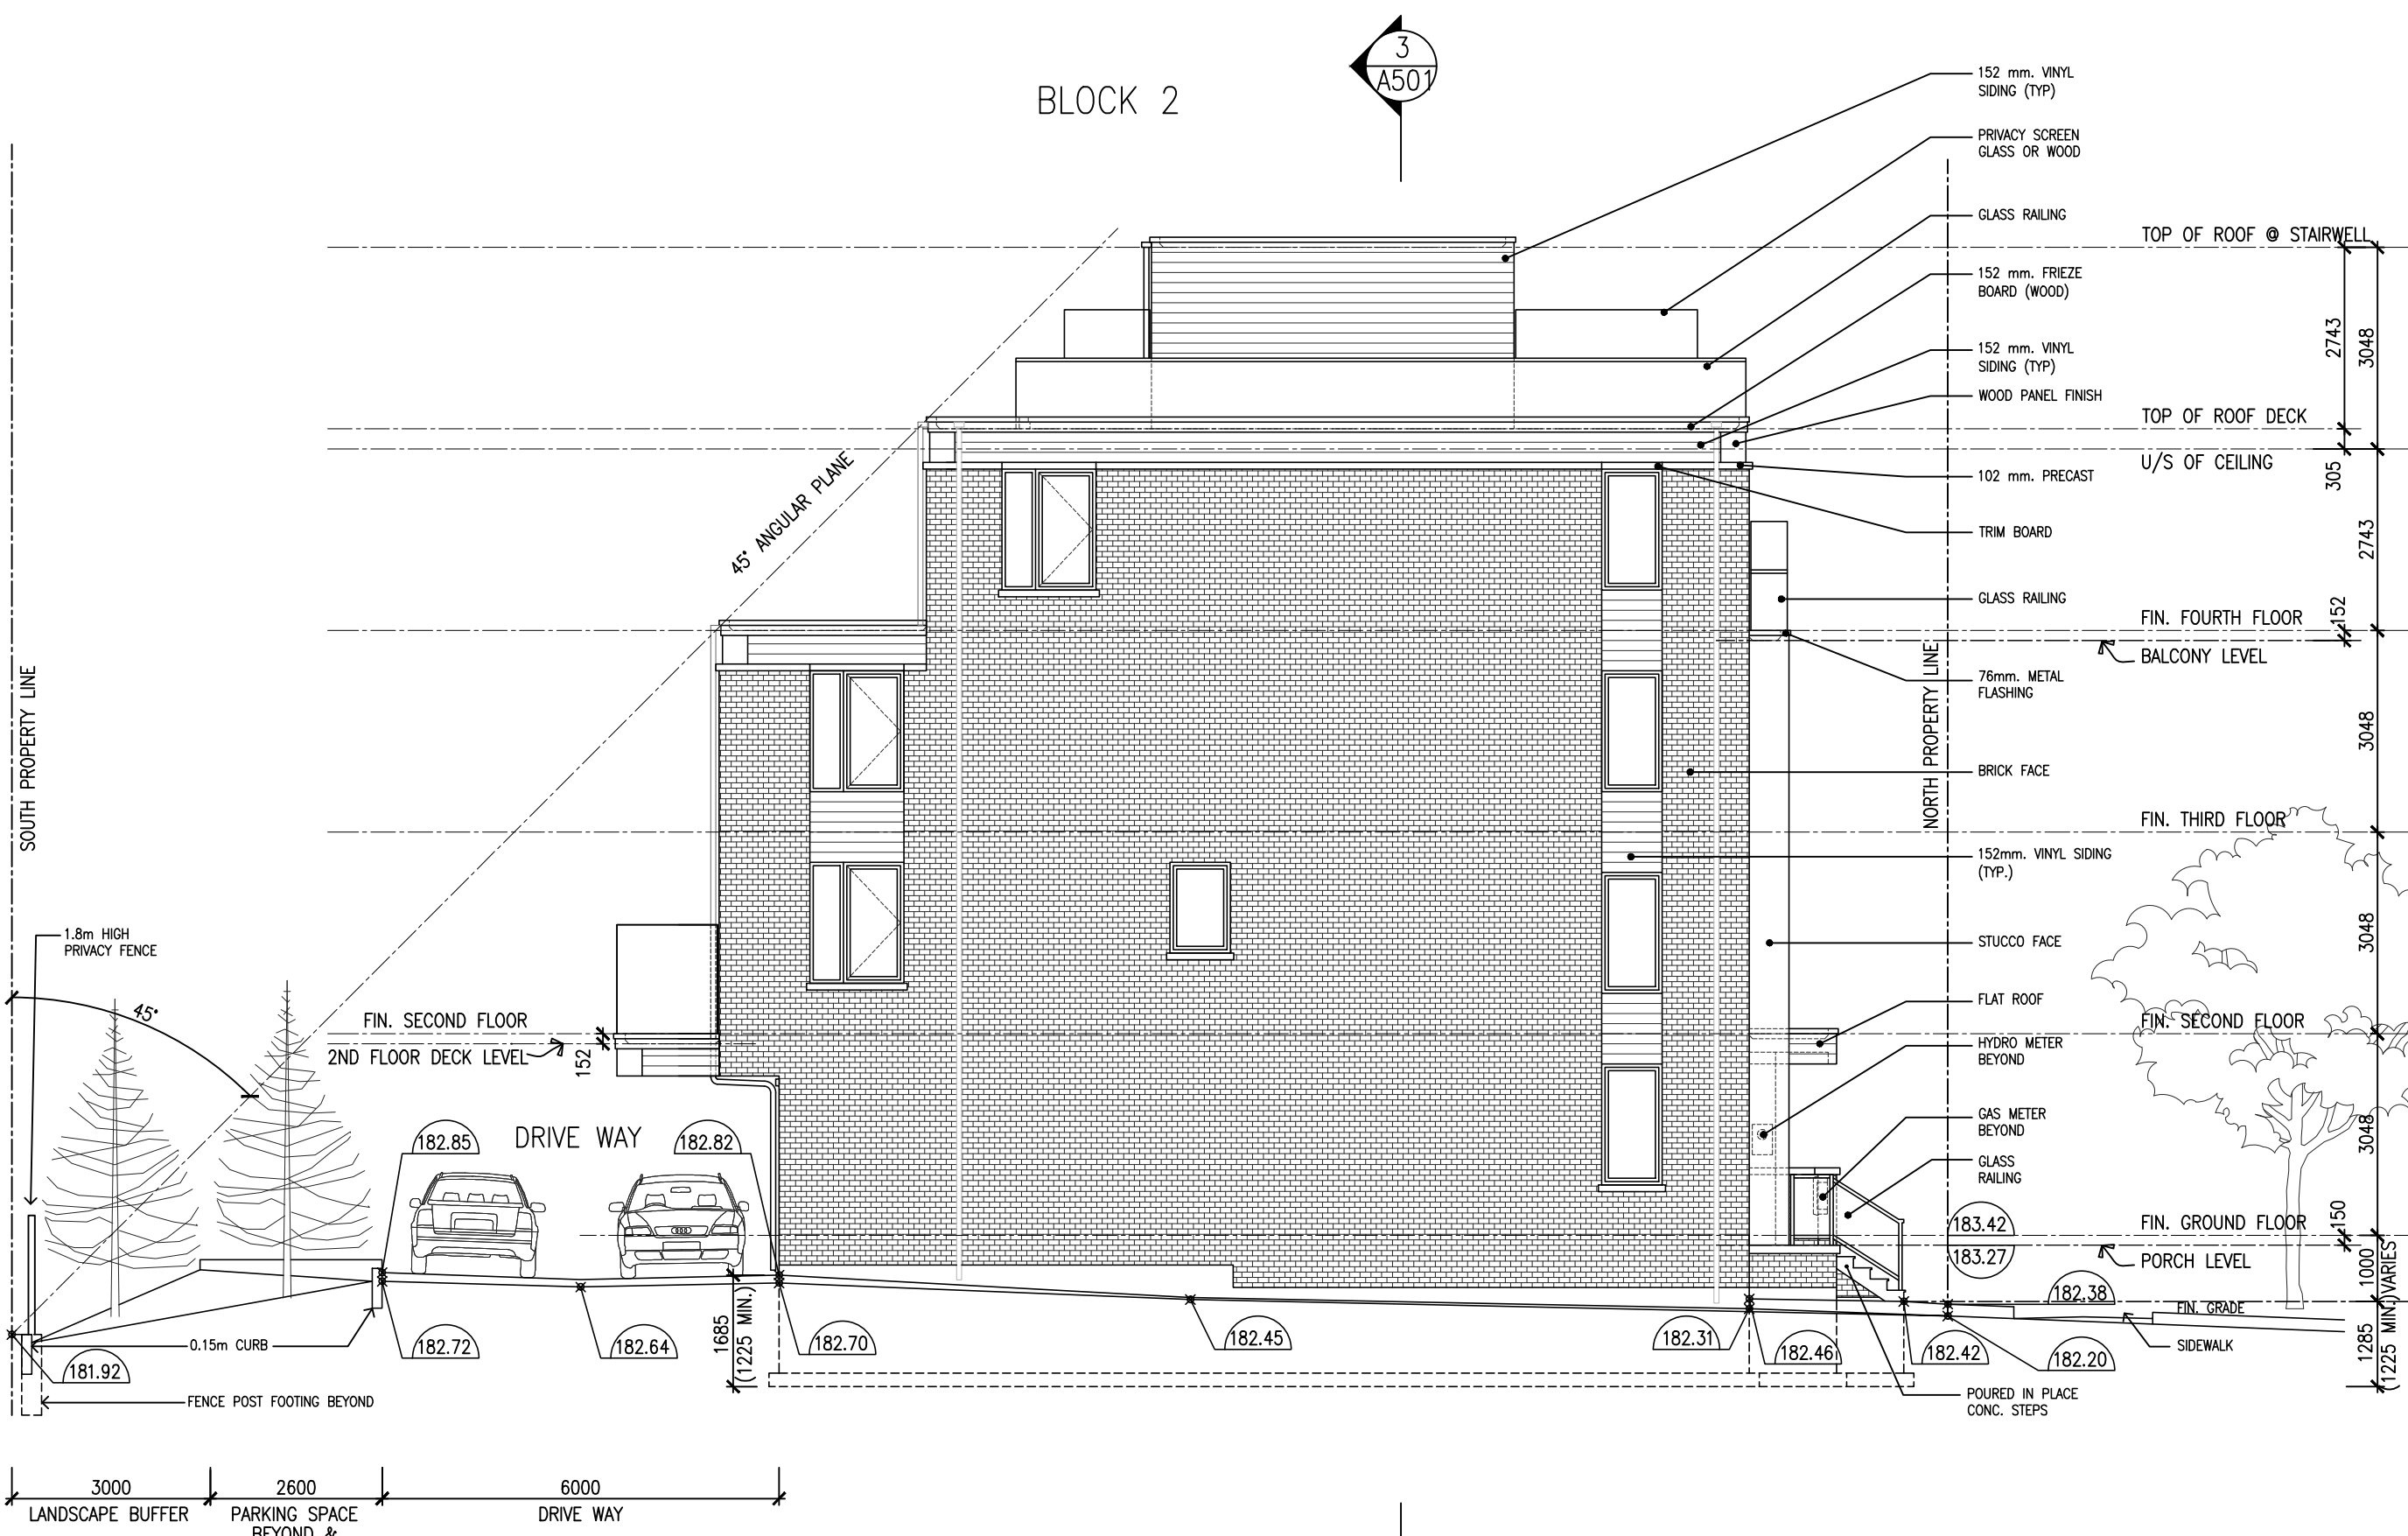 BLOCK 2
3
A501
152 mm. VINYL
SIDING (TYP)
PRIVACY SCREEN
GLASS OR WOOD
GLASS RAILING
152 mm. FRIEZE
BOARD (WOOD)
152 mm. VINYL
SIDING (TYP)
WOOD PANEL FINISH
102 mm. PRECAST
TRIM BOARD
GLASS RAILING
76mm. METAL
FLASHING
BRICK FACE
152mm. VINYL SIDING
(TYP.)
STUCCO FACE
FLAT ROOF
HYDRO METER
BEYOND
GAS METER
BEYOND
GLASS
RAILING
TOP OF ROOF @ STAIRWELL
2743
3048
TOP OF ROOF DECK
U/S OF CEILING
305
2743
FIN. FOURTH FLOOR
152
BALCONY LEVEL
3048
FIN. THIRD FLOOR
3048
FIN. SECOND FLOOR
3048
FIN. GROUND FLOOR
150
PORCH LEVEL
1000
VARIES
183.42
183.27
182.38
FIN. GRADE
SIDEWALK
1285
(1225 MIN.)
NORTH PROPERTY LINE
SOUTH PROPERTY LINE
45° ANGULAR PLANE
1.8m HIGH
PRIVACY FENCE
45°
FIN. SECOND FLOOR
2ND FLOOR DECK LEVEL
152
DRIVE WAY
182.85
182.82
0.15m CURB
181.92
182.72
182.64
1685
(1225 MIN.)
182.70
182.45
182.31
182.46
182.42
182.20
FENCE POST FOOTING BEYOND
POURED IN PLACE
CONC. STEPS
3000
LANDSCAPE BUFFER
2600
PARKING SPACE
BEYOND &
6000
DRIVE WAY